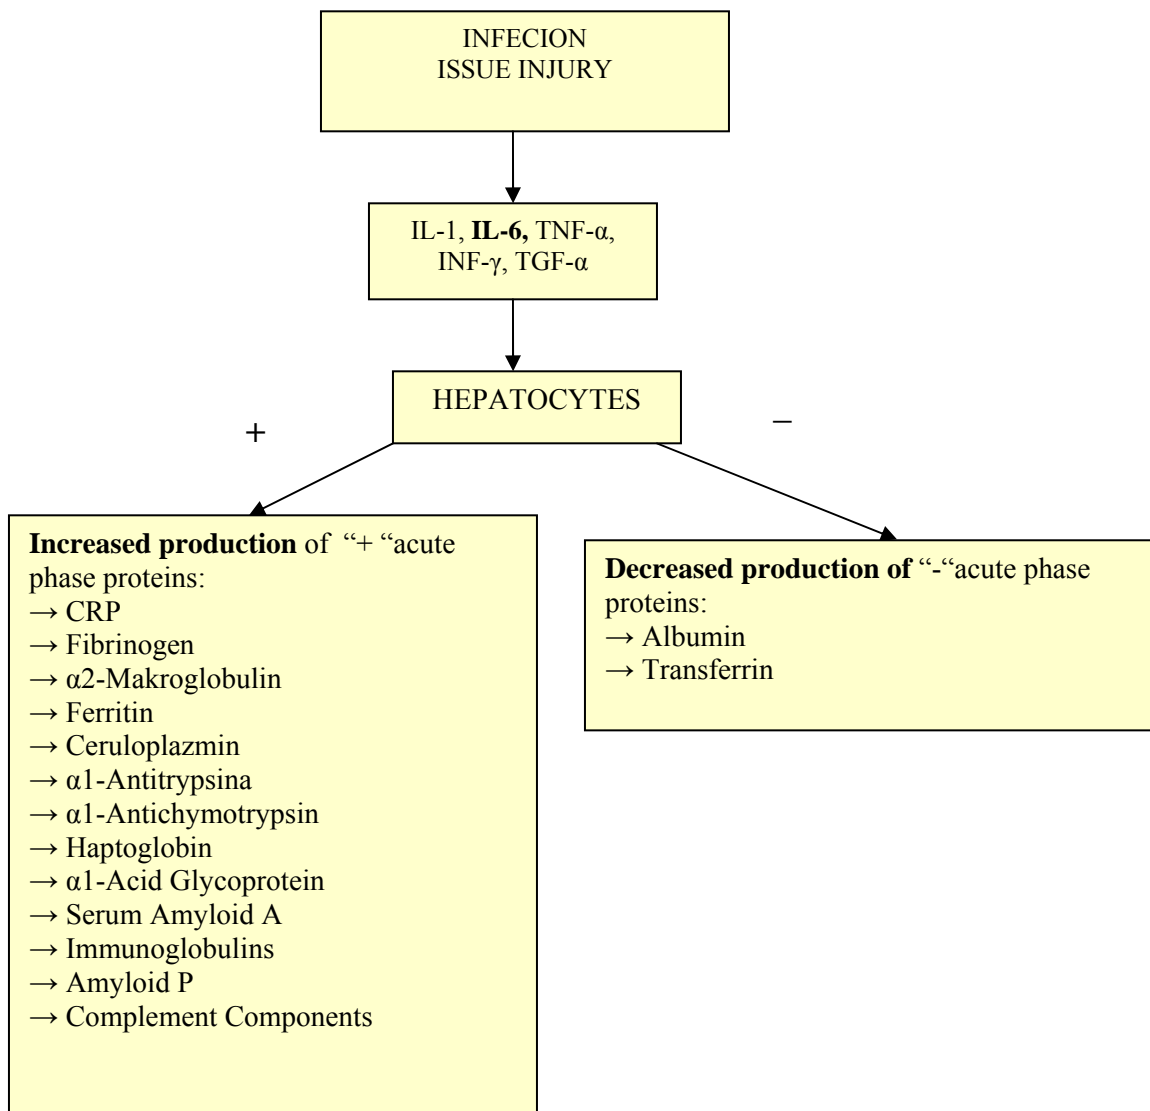 INFECION
ISSUE INJURY
IL-1, IL-6, TNF-α,
INF-γ, TGF-α
HEPATOCYTES
+
–
Increased production of “+ “acute
phase proteins:
→ CRP
→ Fibrinogen
→ α2-Makroglobulin
→ Ferritin
→ Ceruloplazmin
→ α1-Antitrypsina
→ α1-Antichymotrypsin
→ Haptoglobin
→ α1-Acid Glycoprotein
→ Serum Amyloid A
→ Immunoglobulins
→ Amyloid P
→ Complement Components
Decreased production of “-“acute phase
proteins:
→ Albumin
→ Transferrin